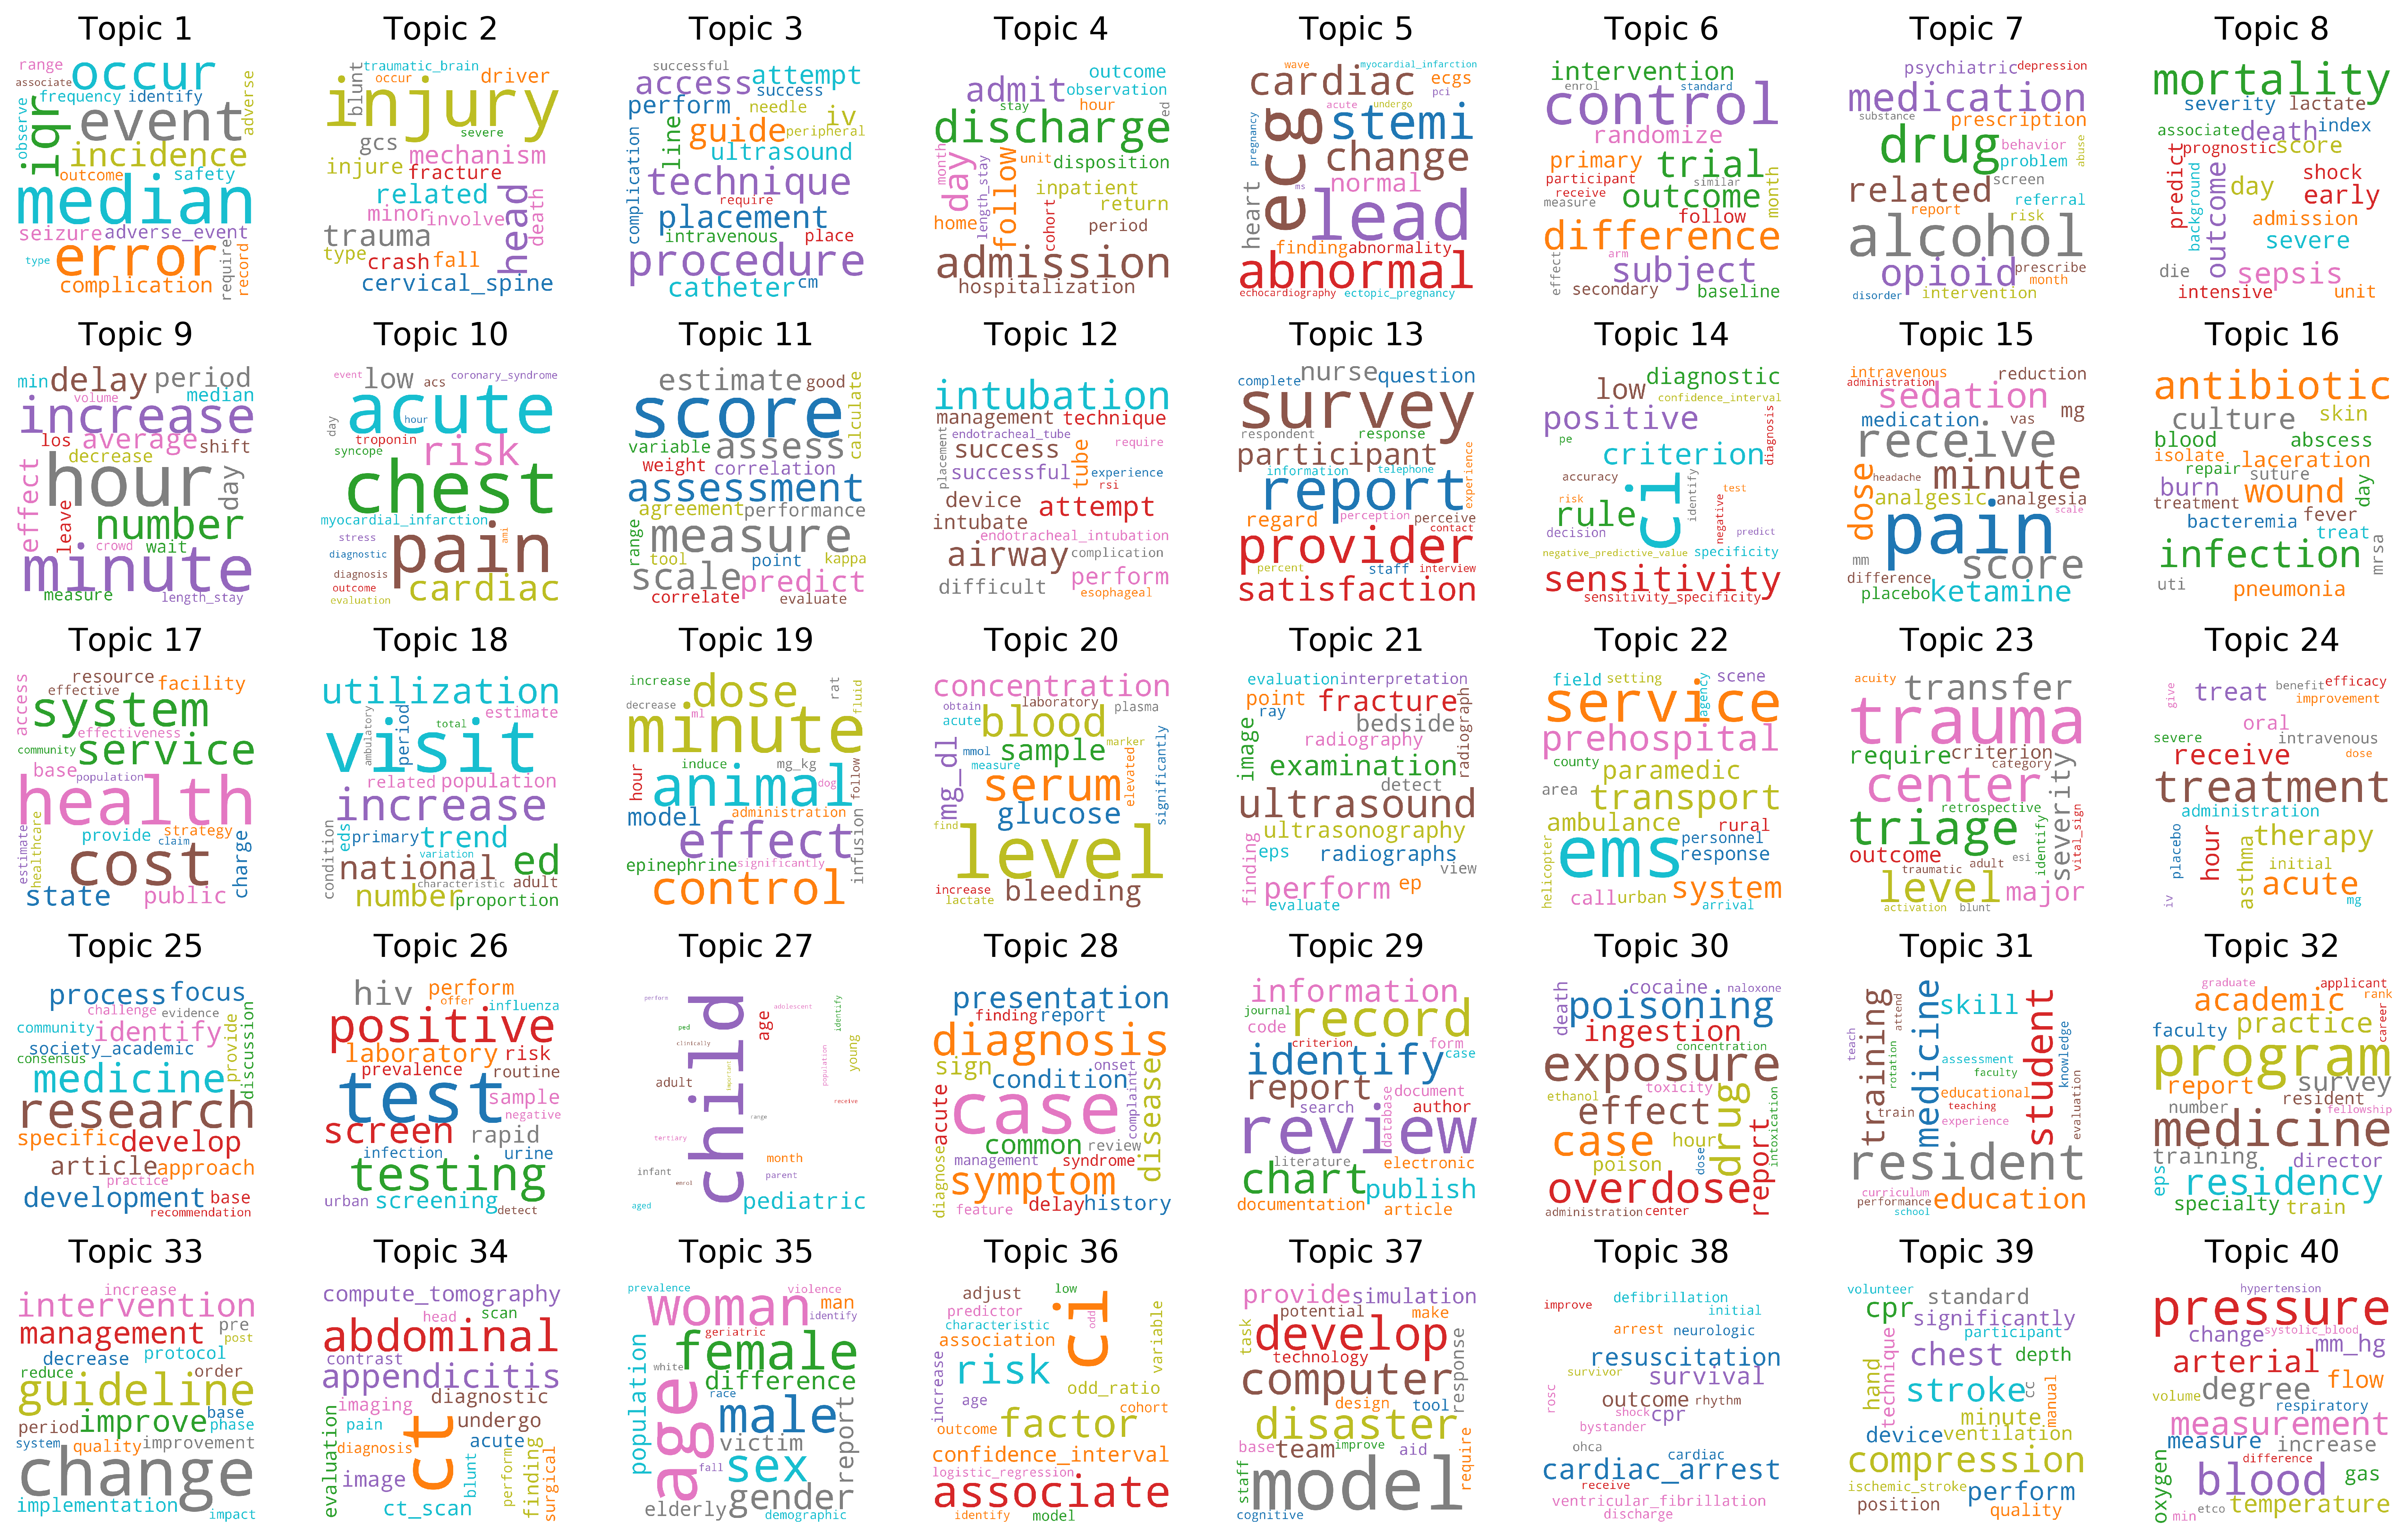 Topic 1
range
occur
associate
frequency identify
adverse
observe
iqr
event
incidence
outcome
safety
median
seizure adverse_event
error
type
require
record
complication
Topic 2
blunt
traumatic_brain
occur
driver
injury
severe
gcs
mechanism
injure
fracture
related
head
death
minor
involve
trauma
type
crash
fall
cervical_spine
Topic 3
successful
access
attempt
success
perform
needle
iv
complication
line
guide
peripheral
ultrasound
technique
require
placement
intravenous
place
procedure
catheter
cm
Topic 4
outcome
admit
observation
stay
hour
ed
discharge
month
day
length_stay
follow
unit
disposition
inpatient
return
home
cohort
period
admission
hospitalization
Topic 5
wave
myocardial_infarction
cardiac
ecgs
pci
acute
undergo
pregnancy
ecg
stemi
change
heart
ms
normal
lead
finding
abnormality
abnormal
echocardiography
ectopic_pregnancy
Topic 6
intervention
enrol
standard
control
randomize
primary
trial
participant
similar
receive
outcome
measure
month
follow
difference
effect
arm
subject
secondary
baseline
Topic 7
psychiatric
depression
medication
substance
prescription
drug
behavior
problem
abuse
related
screen
referral
report
risk
alcohol
opioid
prescribe
month
disorder
intervention
Topic 8
mortality
severity
lactate
associate
death
index
prognostic
score
predict
background
outcome
day
shock
early
admission
severe
die
sepsis
intensive
unit
Topic 9
min
delay
period
volume
median
increase
los
average
shift
decrease
effect
hour
day
leave
number
crowd
wait
minute
measure
length_stay
Topic 10
event
low
acs
coronary_syndrome
acute
day
hour
troponin
syncope
risk
chest
myocardial_infarction
stress
diagnostic
pain
ami
diagnosis
outcome
evaluation
cardiac
Topic 11
estimate
good
calculate
score
variable
assess
weight
correlation
assessment
agreement
performance
range
measure
tool
point
kappa
scale
predict
correlate
evaluate
Topic 12
intubation
management
technique
placement
endotracheal_tube
require
success
tube
successful
experience
rsi
device
attempt
intubate
endotracheal_intubation
airway
complication
difficult
perform
esophageal
Topic 13
complete
nurse
question
survey
respondent
response
participant
experience
information
telephone
report
regard
perception
perceive
contact
provider
percent
staff
interview
satisfaction
Topic 14
low
diagnostic
confidence_interval
positive
diagnosis
pe
criterion
accuracy
ci
identify
test
risk
rule
negative
decision
predict
negative_predictive_value
specificity
sensitivity
sensitivity_specificity
Topic 15
intravenous
reduction
administration
sedation
medication
vas
mg
receive
dose
headache
minute
analgesic
analgesia
scale
pain
mm
score
difference
placebo
ketamine
Topic 16
antibiotic
culture
skin
blood
abscess
isolate
laceration
repair
suture
burn
wound
day
treatment
fever
bacteremia
treat
mrsa
infection
uti
pneumonia
Topic 17
access
resource
effective
facility
system
effectiveness
community
service
base
population
health
estimate
healthcare
provide
strategy
claim
cost
charge
state
public
Topic 18
utilization
ambulatory
period
total
estimate
visit
related
population
increase
condition
eds
primary
trend
variation
national
ed
characteristic
adult
number
proportion
Topic 19
increase
dose
rat
fluid
decrease
ml
minute
hour
induce
mg_kg
animal
dog
follow
model
administration
effect
infusion
epinephrine
significantly
control
Topic 20
concentration
obtain
laboratory
plasma
acute
blood
mg_dl
mmol
sample
marker
significantly
measure
serum
elevated
glucose
find
level
increase
lactate
bleeding
Topic 21
evaluation
interpretation
point
fracture
ray
bedside
radiograph
image
radiography
examination
detect
ultrasound
ultrasonography
finding
eps
radiographs
view
perform
ep
evaluate
Topic 22
field
setting
agency
scene
service
prehospital
county
paramedic
area
transport
ambulance
rural
helicopter
ems
personnel
response
call
urban
system
arrival
Topic 23
acuity
transfer
trauma
require
criterion
category
center
severity
retrospective
vital_sign
triage
identify
outcome
adult
esi
traumatic
level
major
activation
blunt
Topic 24
give
treat
benefit
efficacy
improvement
oral
severe
intravenous
receive
dose
treatment
administration
placebo
hour
asthma
therapy
initial
acute
iv
mg
Topic 25
process
focus
challenge
evidence
community
identify
provide
discussion
society_academic
consensus
medicine
research
specific
develop
article
approach
practice
development
base
recommendation
Topic 26
hiv
perform
offer
influenza
positive
laboratory
risk
prevalence
routine
test
sample
negative
screen
rapid
infection
urine
testing
urban
screening
detect
Topic 27
perform
child
age
adolescent
identify
ped
clinically
young
adult
important
population
receive
range
tertiary
month
infant
parent
enrol
aged
pediatric
Topic 28
presentation
finding
report
diagnosis
sign
onset
condition
complaint
disease
case
acute
common
review
management
syndrome
diagnose
symptom
feature
delay
history
Topic 29
information
journal
code
record
criterion
form
identify
case
report
database
document
search
author
review
literature
electronic
chart
publish
documentation
article
Topic 30
death
cocaine
naloxone
poisoning
ingestion
concentration
exposure
toxicity
ethanol
effect
drug
intoxication
case
hour
dose
poison
report
overdose
administration
center
Topic 31
teach
training
rotation
attend
medicine
skill
student
knowledge
assessment
faculty
educational
train
teaching
experience
evaluation
resident
curriculum
performance
education
school
Topic 32
graduate
applicant
academic
rank
career
faculty
practice
program
report
survey
resident
number
fellowship
medicine
training
director
eps
residency
specialty
train
Topic 33
increase
intervention
management
pre
post
decrease
protocol
reduce
order
guideline
base
period
improve
phase
system
quality
improvement
change
implementation
impact
Topic 34
compute_tomography
head
scan
abdominal
contrast
appendicitis
diagnostic
imaging
pain
ct
undergo
diagnosis
acute
evaluation
image
blunt
perform
finding
surgical
ct_scan
Topic 35
prevalence
violence
woman
man
identify
geriatric
female
population
white
difference
race
age
male
victim
report
fall
sex
elderly
gender
demographic
Topic 36
adjust
low
predictor
ci
odd
characteristic
association
variable
risk
increase
age
odd_ratio
cohort
outcome
factor
confidence_interval
logistic_regression
associate
identify
model
Topic 37
provide
simulation
potential
make
task
develop
technology
response
computer
design
tool
disaster
base
team
improve
aid
require
staff
model
cognitive
Topic 38
defibrillation
improve
initial
arrest
neurologic
resuscitation
survivor
survival
rosc
outcome
rhythm
shock
cpr
bystander
ohca
cardiac
cardiac_arrest
receive
ventricular_fibrillation
discharge
Topic 39
volunteer
standard
cpr
significantly
participant
technique
chest
depth
hand
stroke
cc
manual
minute
device
ventilation
compression
ischemic_stroke
perform
position
quality
Topic 40
hypertension
pressure
change
systolic_blood
mm_hg
arterial
degree
flow
volume
respiratory
measurement
measure
increase
difference
oxygen
blood
gas
etco
temperature
min